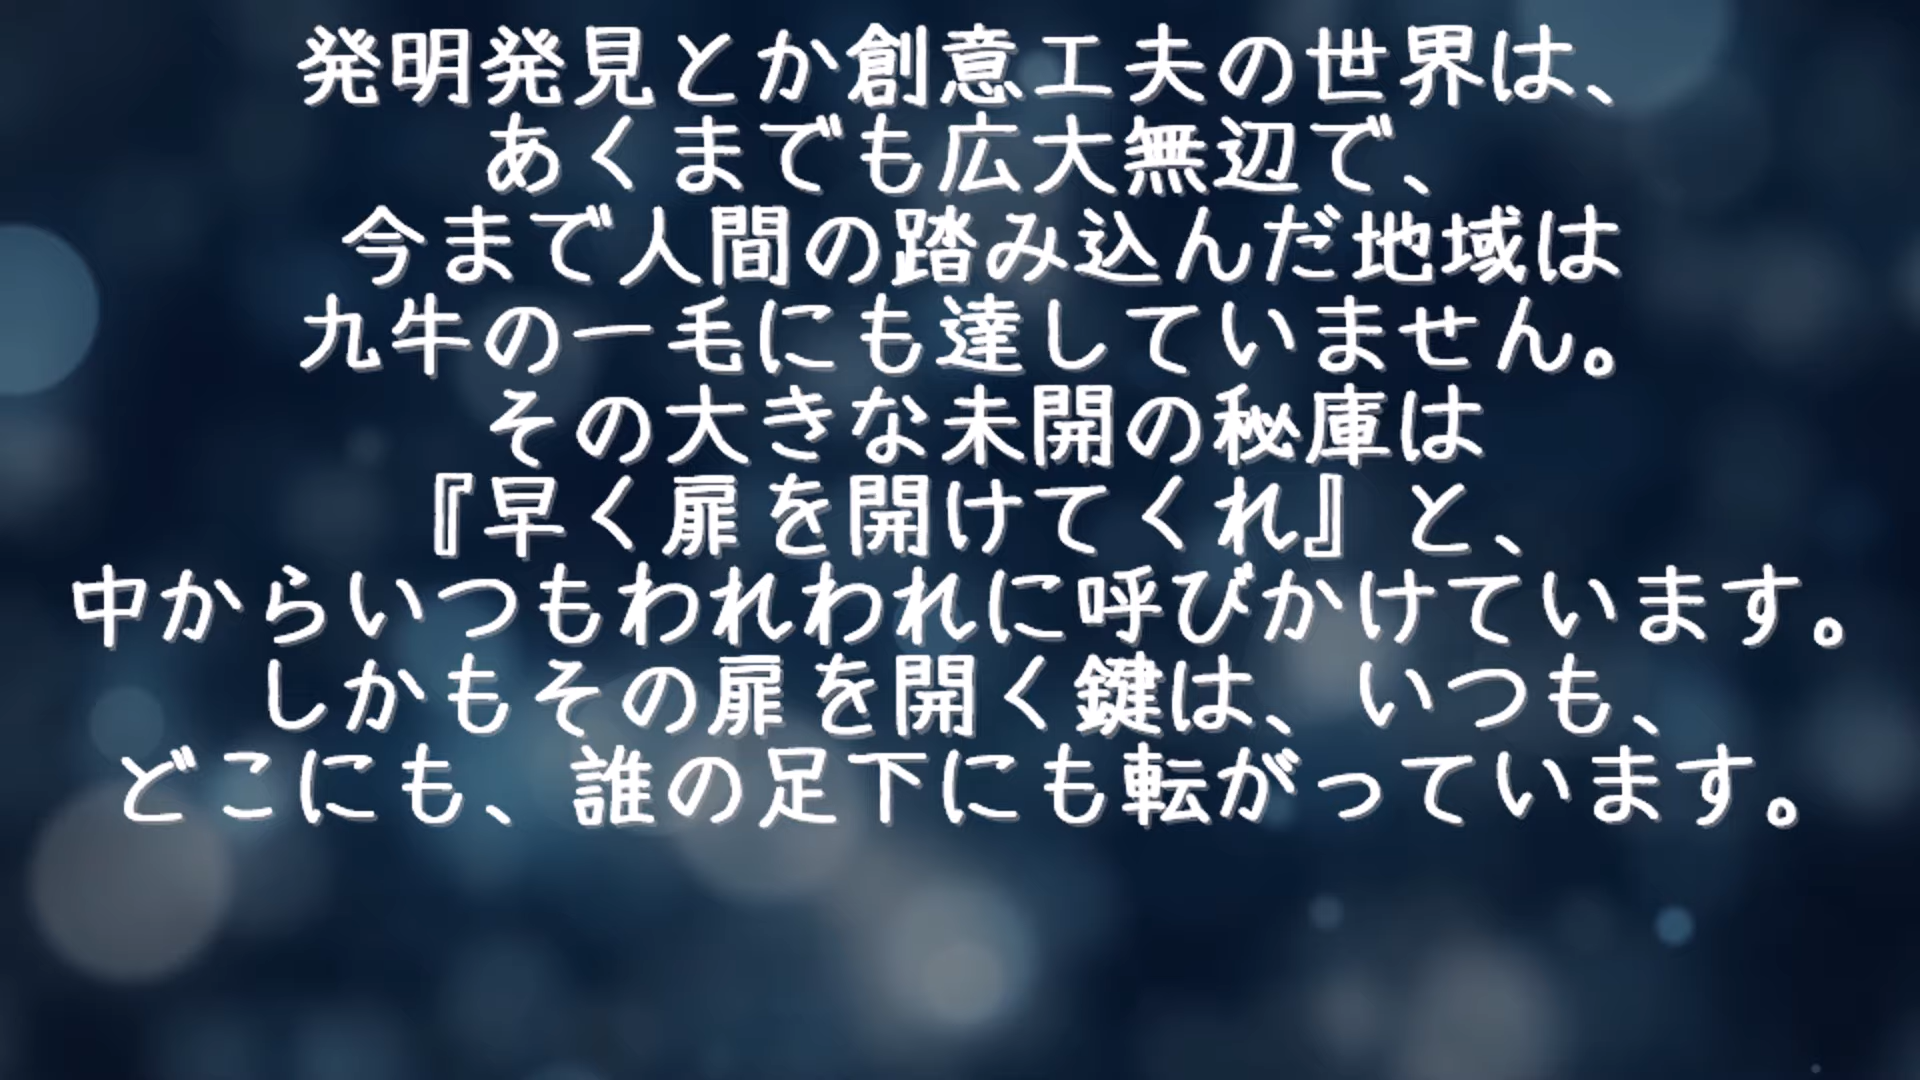 発明発見とか創意工夫の世界は、
あくまでも広大無辺で、
今まで人間の踏み込んだ地域は
九牛の一毛にも達していません。
その大きな未開の秘庫は
『早く扉を開けてくれ』と、
中からいつもわれわれに呼びかけています。
しかもその扉を開く鍵は、いつも、
どこにも、誰の足下にも転がっています。